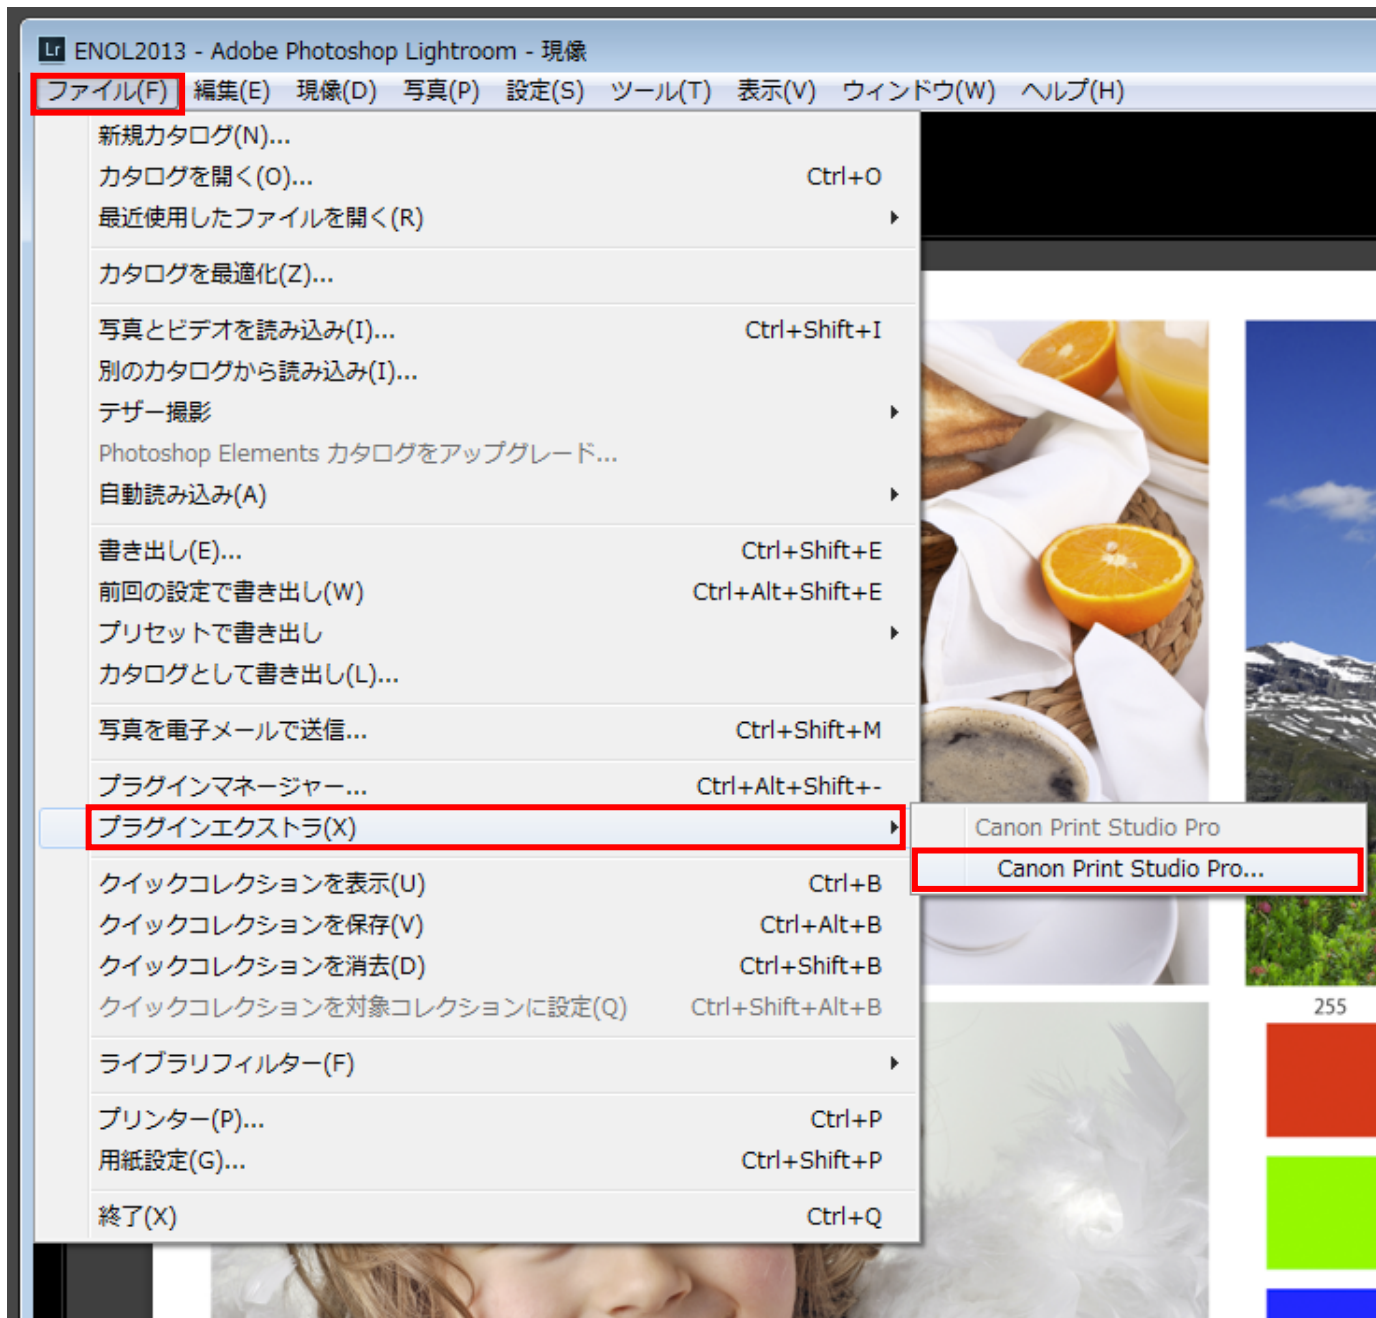 Lr ENOL2013 - Adobe Photoshop Lightroom - 現像
ファイル(F) 編集(E) 現像(D) 写真(P) 設定(S) ツール(T) 表示(V) ウィンドウ(W) ヘルプ(H)
新規カタログ(N)...
カタログを開く(O)... Ctrl+O
最近使用したファイルを開く(R)
カタログを最適化(Z)...
写真とビデオを読み込み(I)... Ctrl+Shift+I
別のカタログから読み込み(I)...
テザー撮影
Photoshop Elements カタログをアップグレード...
自動読み込み(A)
書き出し(E)... Ctrl+Shift+E
前回の設定で書き出し(W) Ctrl+Alt+Shift+E
プリセットで書き出し
カタログとして書き出し(L)...
写真を電子メールで送信... Ctrl+Shift+M
プラグインマネージャー... Ctrl+Alt+Shift+-
プラグインエクストラ(X) Canon Print Studio Pro
Canon Print Studio Pro...
クイックコレクションを表示(U) Ctrl+B
クイックコレクションを保存(V) Ctrl+Alt+B
クイックコレクションを消去(D) Ctrl+Shift+B
クイックコレクションを対象コレクションに設定(Q) Ctrl+Shift+Alt+B
255
ライブラリフィルター(F)
プリンター(P)... Ctrl+P
用紙設定(G)... Ctrl+Shift+P
終了(X) Ctrl+Q